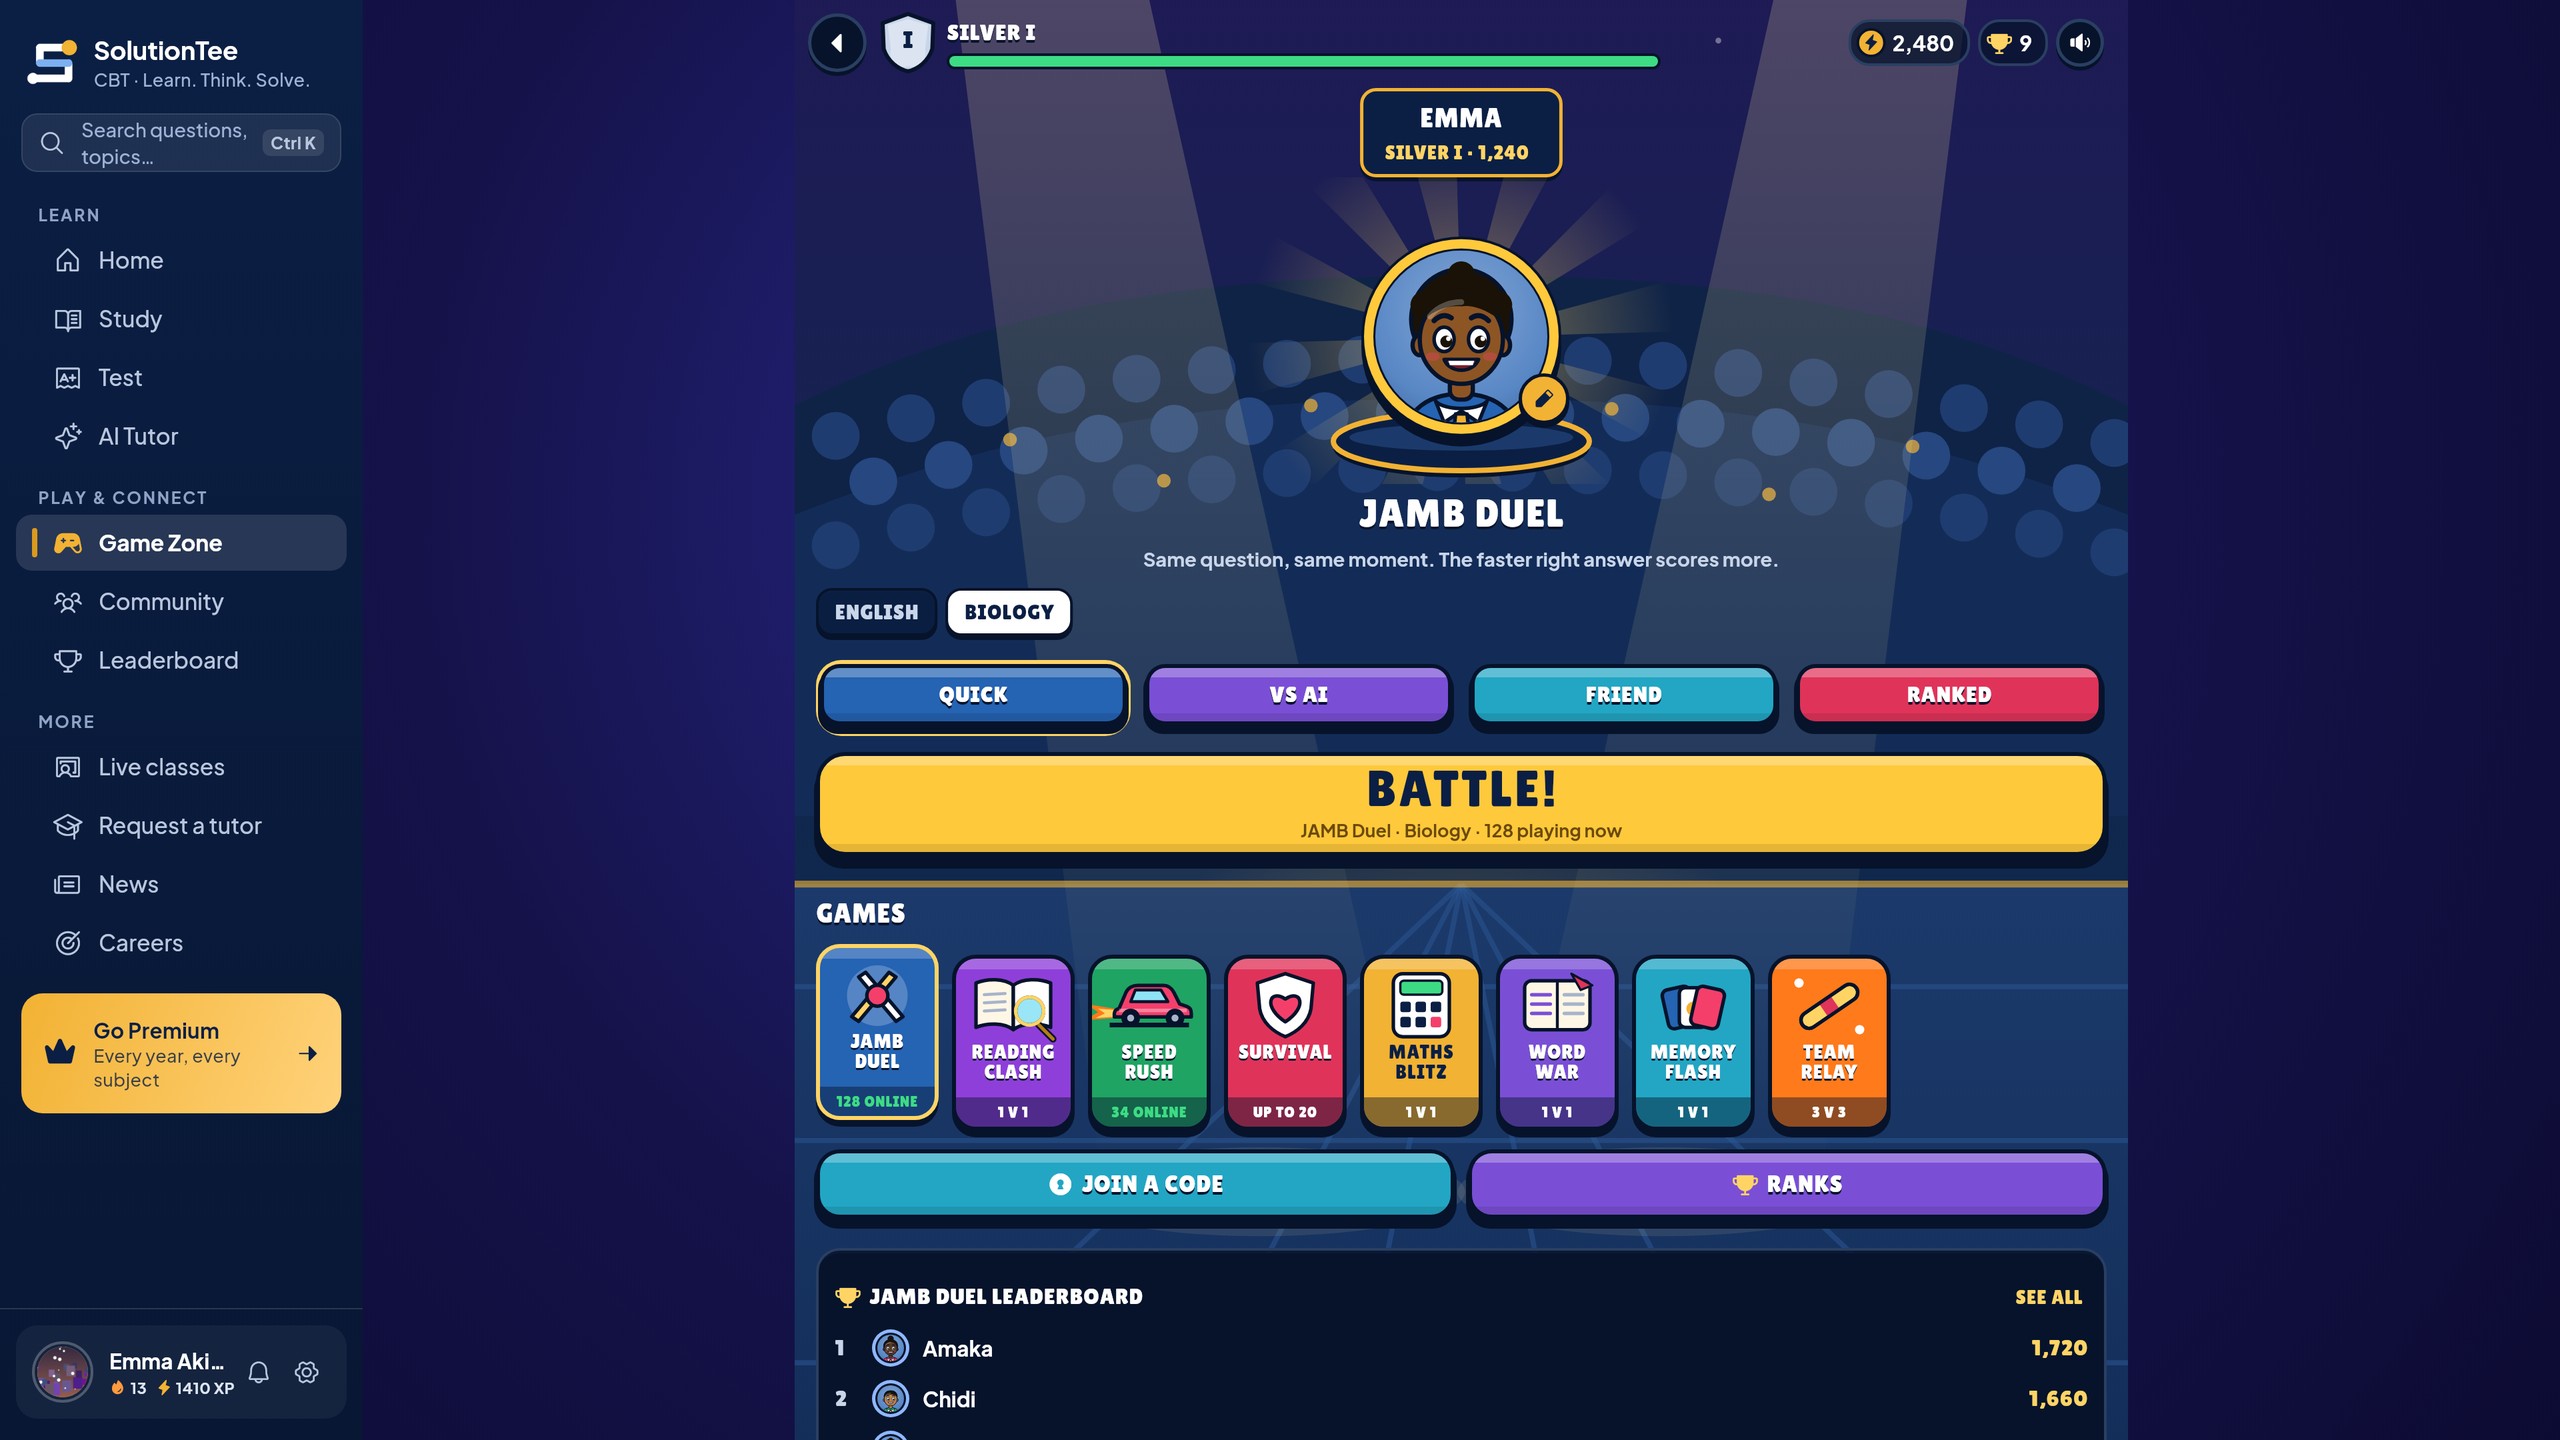 SolutionTee
CBT · Learn. Think. Solve.
Search questions,
topics...
Ctrl K
LEARN
Home
Study
Test
AI Tutor
PLAY & CONNECT
Game Zone
Community
Leaderboard
MORE
Live classes
Request a tutor
News
Careers
Go Premium
Every year, every
subject
Emma Aki...
13
1410 XP
I
SILVER I
2,480
9
EMMA
SILVER I · 1,240
JAMB DUEL
Same question, same moment. The faster right answer scores more.
ENGLISH
BIOLOGY
QUICK
VS AI
FRIEND
RANKED
BATTLE!
JAMB Duel · Biology · 128 playing now
GAMES
JAMB
DUEL
128 ONLINE
READING
CLASH
1 V 1
SPEED
RUSH
34 ONLINE
SURVIVAL
UP TO 20
MATHS
BLITZ
1 V 1
WORD
WAR
1 V 1
MEMORY
FLASH
1 V 1
TEAM
RELAY
3 V 3
JOIN A CODE
RANKS
JAMB DUEL LEADERBOARD
SEE ALL
1
Amaka
1,720
2
Chidi
1,660